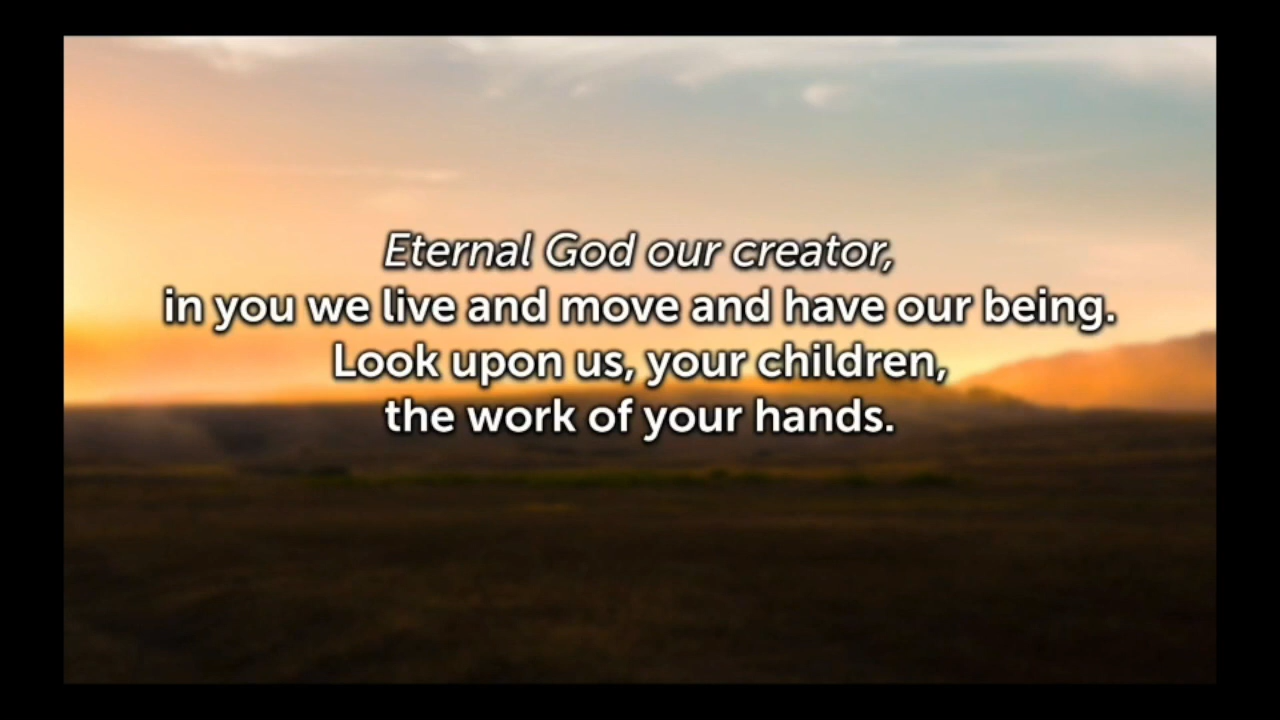 Eternal God our creator,
in you we live and move and have our being.
Look upon us, your children,
the work of your hands.